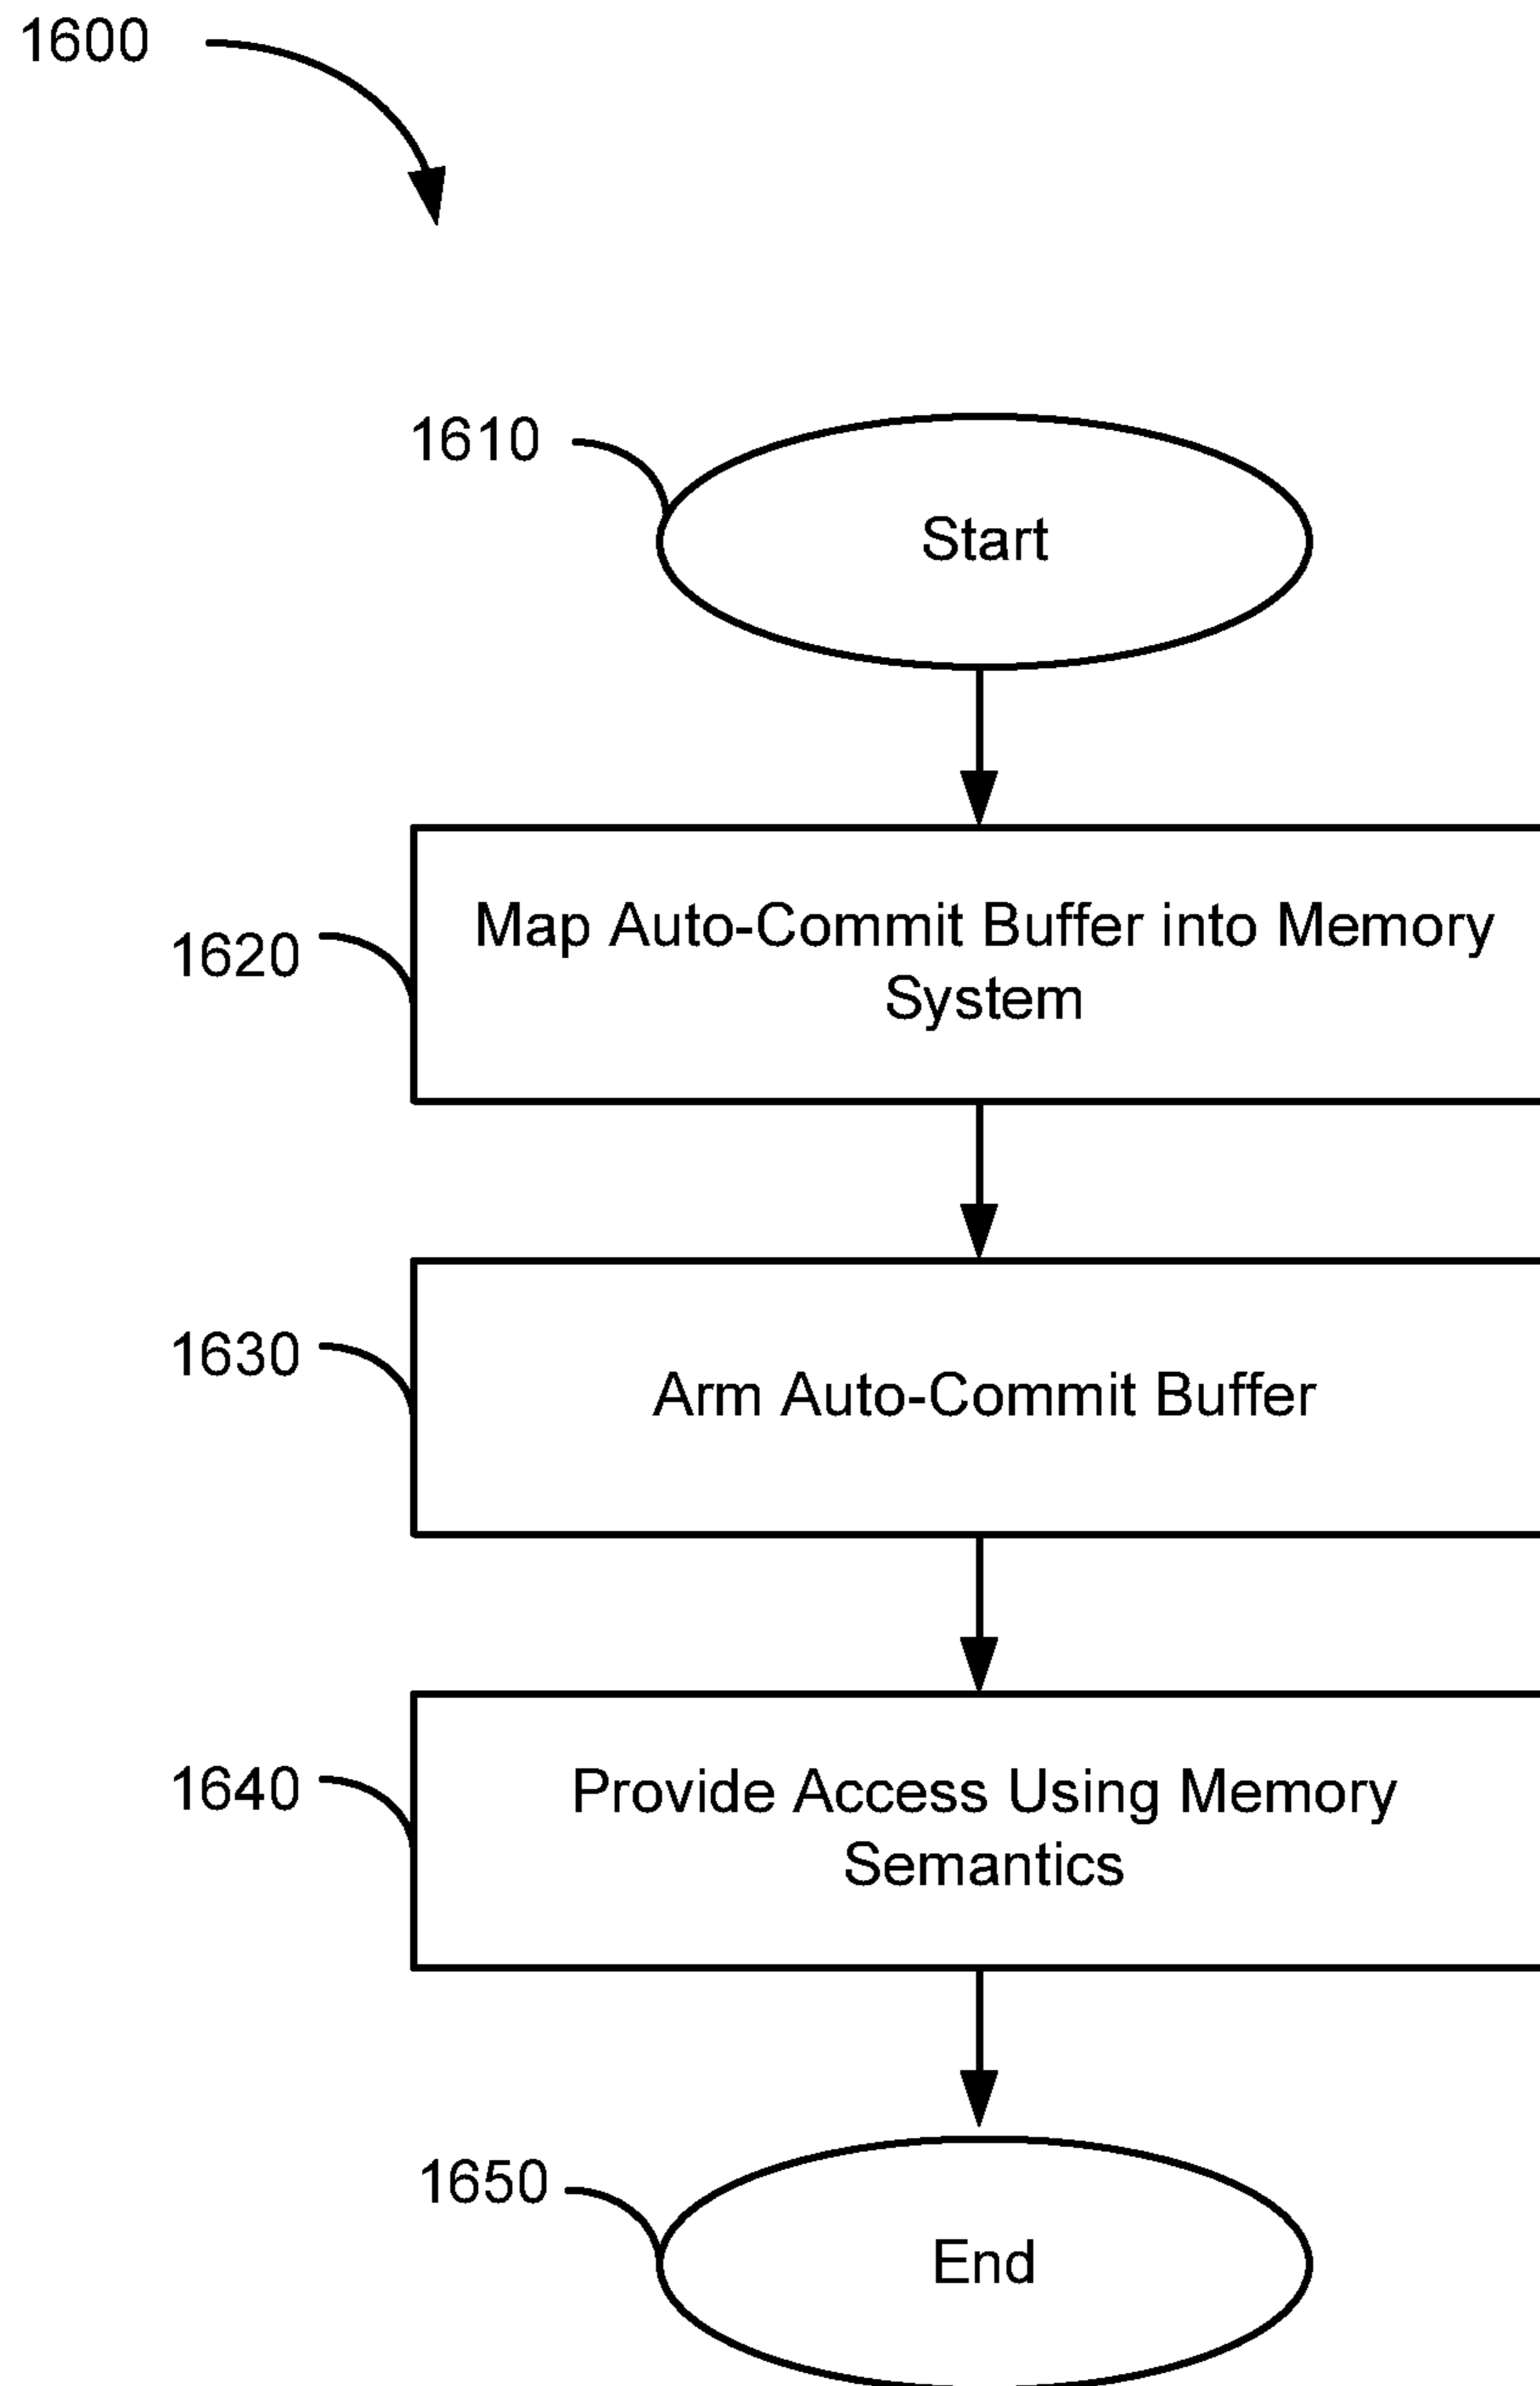 1600
1610
Start
Map Auto-Commit Buffer into Memory
System
1620
Arm Auto-Commit Buffer
1630
Provide Access Using Memory
Semantics
1640
1650
End